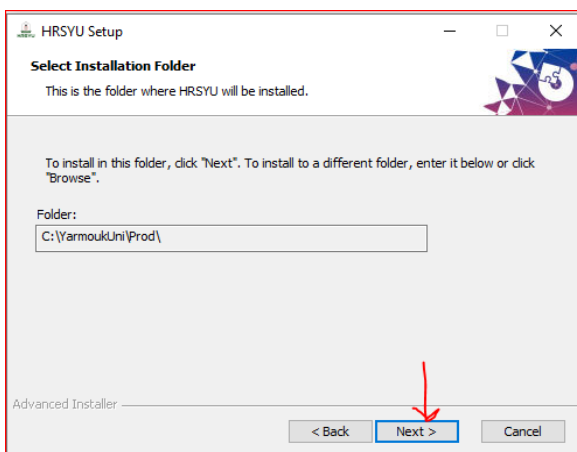 HRSYU Setup
Select Installation Folder
This is the folder where HRSYU will be installed.
To install in this folder, click "Next". To install to a different folder, enter it below or click
"Browse".
Folder:
C:\YarmoukUni\Prod\
Advanced Installer
< Back Next > Cancel